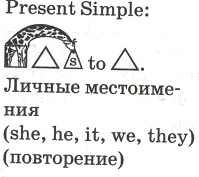 Present Simple:
s to .
Личные местоиме-
ния
(she, he, it, we, they)
(повторение)